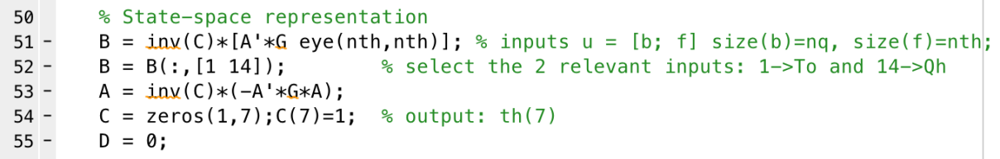 50 % State-space representation
51 - B = inv(C)*[A'*G eye(nth,nth)]; % inputs u = [b; f] size(b)=nq, size(f)=nth;
52 - B = B(:,[1 14]); % select the 2 relevant inputs: 1->To and 14->Qh
53 - A = inv(C)*(-A'*G*A);
54 - C = zeros(1,7);C(7)=1; % output: th(7)
55 - D = 0;